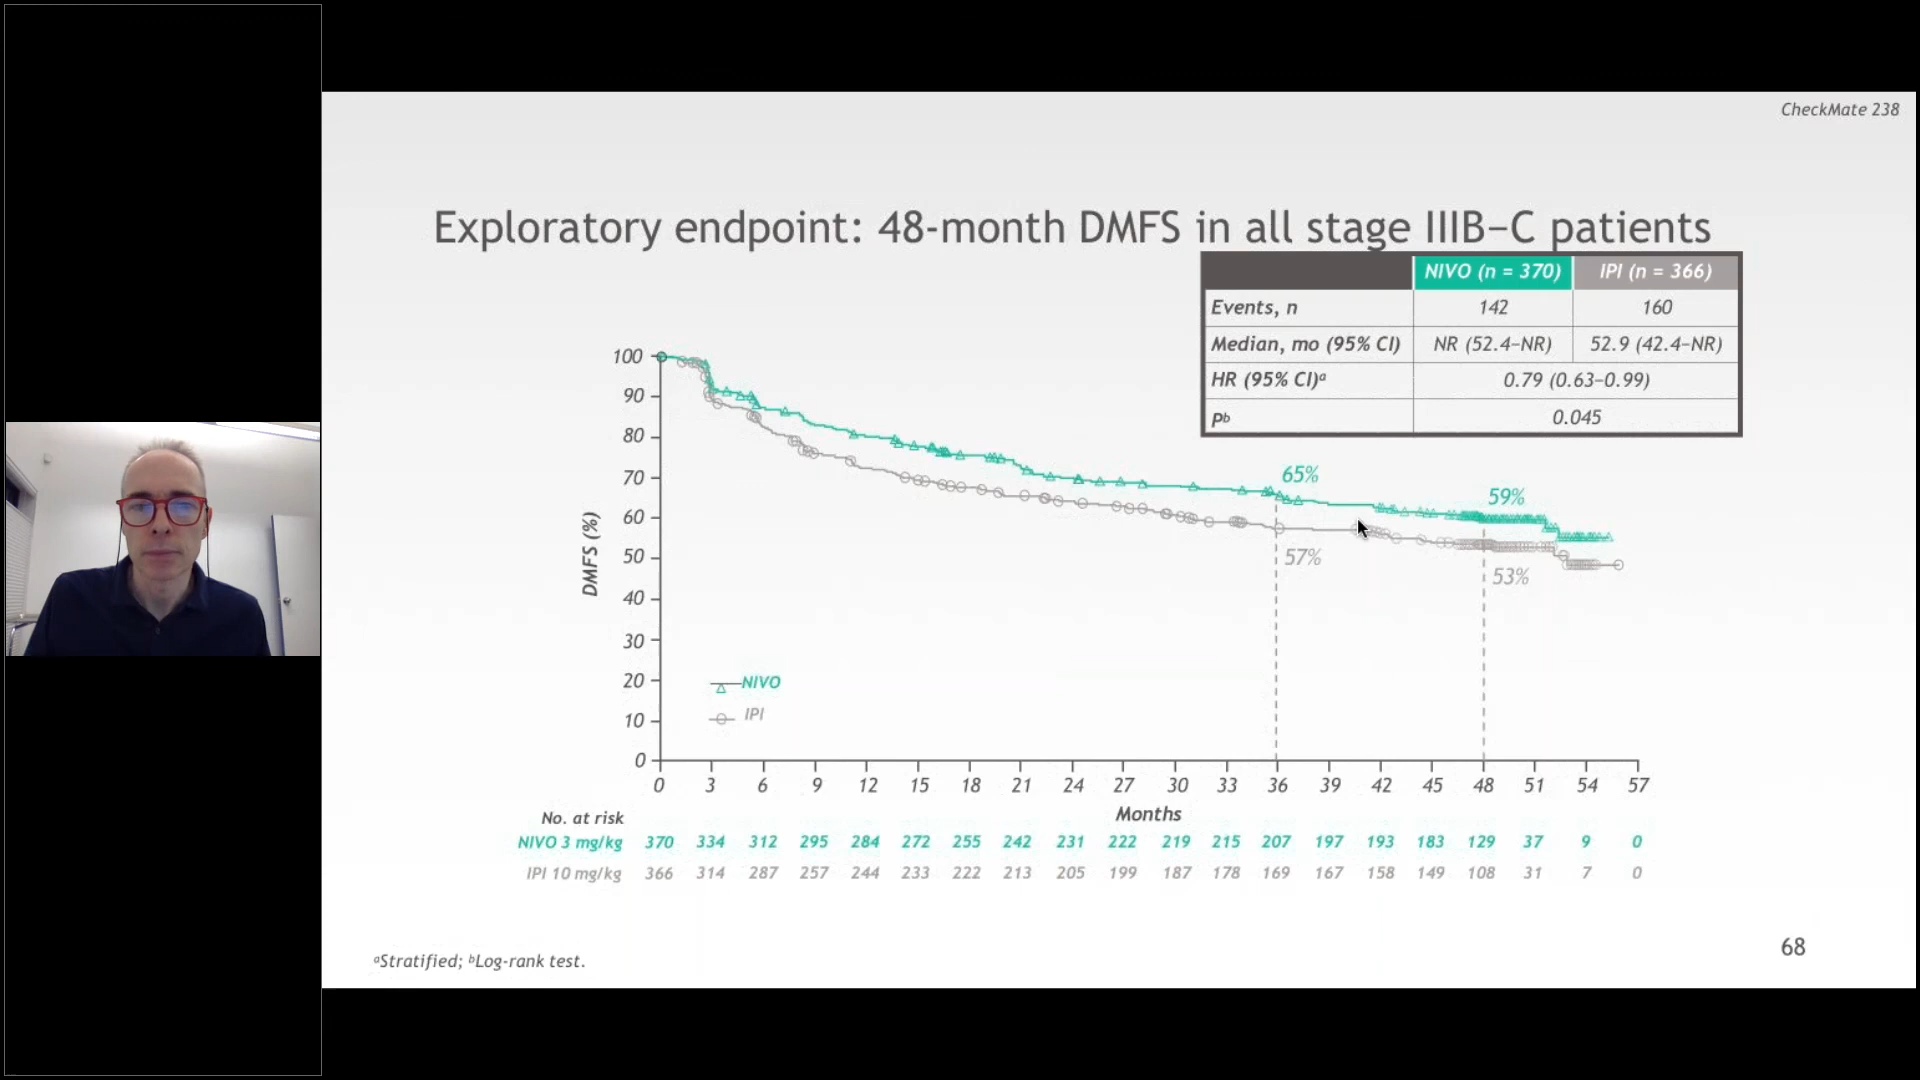 CheckMate 238
Exploratory endpoint: 48-month DMFS in all stage IIIB–C patients
NIVO (n = 370) IPI (n = 366)
Events, n 142 160
Median, mo (95% CI) NR (52.4–NR) 52.9 (42.4–NR)
HR (95% CI)ᵃ 0.79 (0.63–0.99)
Pᵇ 0.045
100
90
80
70
60
50
40
30
20
10
0
DMFS (%)
65%
59%
57%
53%
NIVO
IPI
0 3 6 9 12 15 18 21 24 27 30 33 36 39 42 45 48 51 54 57
Months
No. at risk
NIVO 3 mg/kg 370 334 312 295 284 272 255 242 231 222 219 215 207 197 193 183 129 37 9 0
IPI 10 mg/kg 366 314 287 257 244 233 222 213 205 199 187 178 169 167 158 149 108 31 7 0
ᵃStratified; ᵇLog-rank test.
68